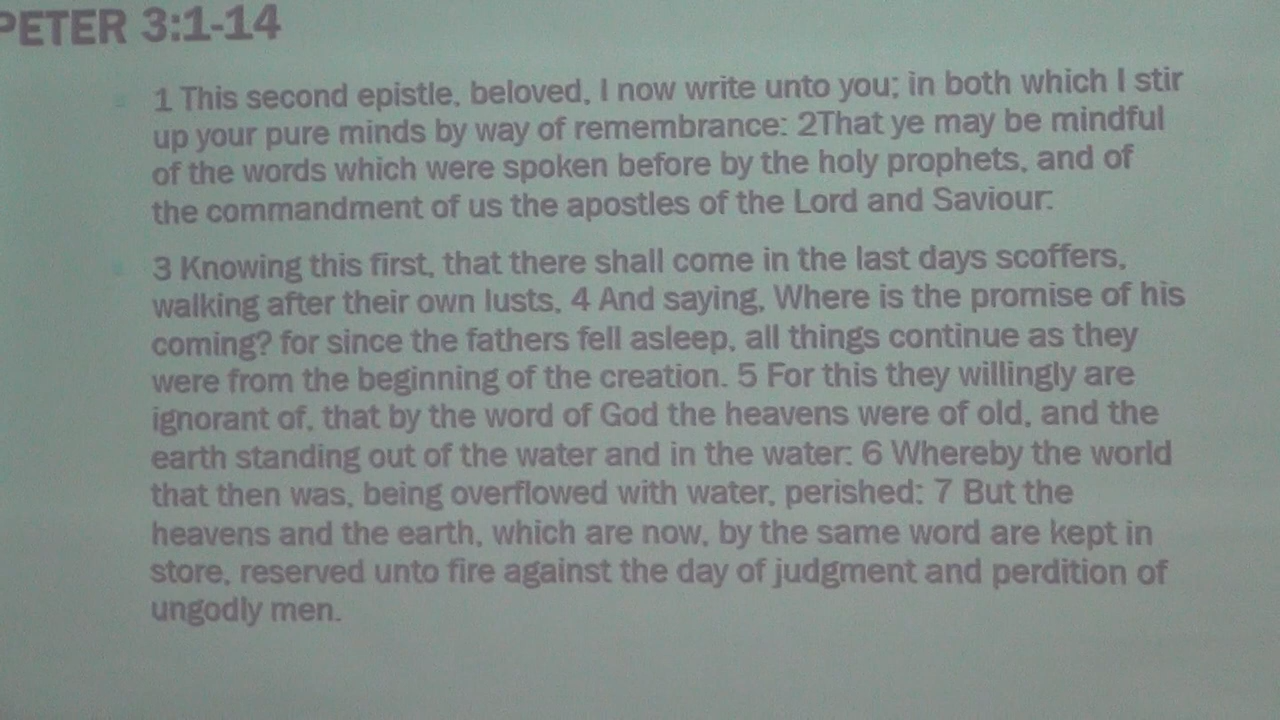 PETER 3:1-14
1 This second epistle, beloved, I now write unto you; in both which I stir
up your pure minds by way of remembrance: 2That ye may be mindful
of the words which were spoken before by the holy prophets, and of
the commandment of us the apostles of the Lord and Saviour:
3 Knowing this first, that there shall come in the last days scoffers,
walking after their own lusts, 4 And saying, Where is the promise of his
coming? for since the fathers fell asleep, all things continue as they
were from the beginning of the creation. 5 For this they willingly are
ignorant of, that by the word of God the heavens were of old, and the
earth standing out of the water and in the water: 6 Whereby the world
that then was, being overflowed with water, perished: 7 But the
heavens and the earth, which are now, by the same word are kept in
store, reserved unto fire against the day of judgment and perdition of
ungodly men.